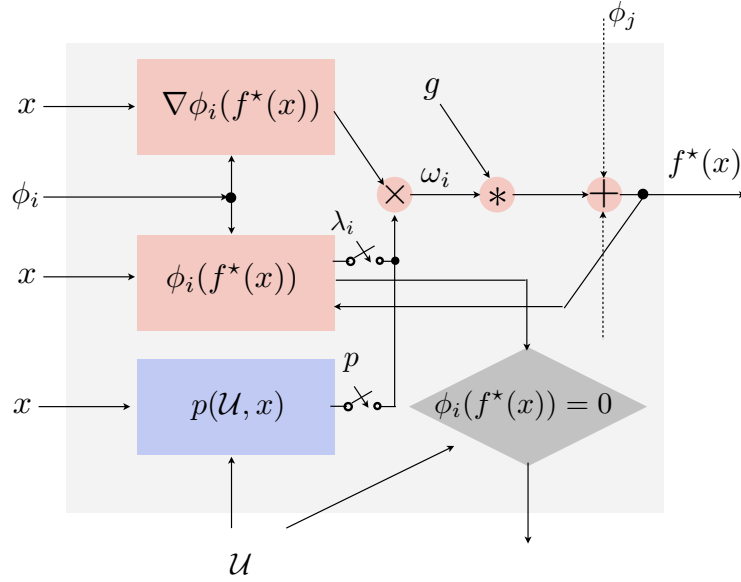 ϕ_j
x
∇ϕ_i(f^⋆(x))
g
f^⋆(x)
ϕ_i
×
ω_i
∗
+
λ_i
x
ϕ_i(f^⋆(x))
p
x
p(𝒰, x)
ϕ_i(f^⋆(x)) = 0
𝒰